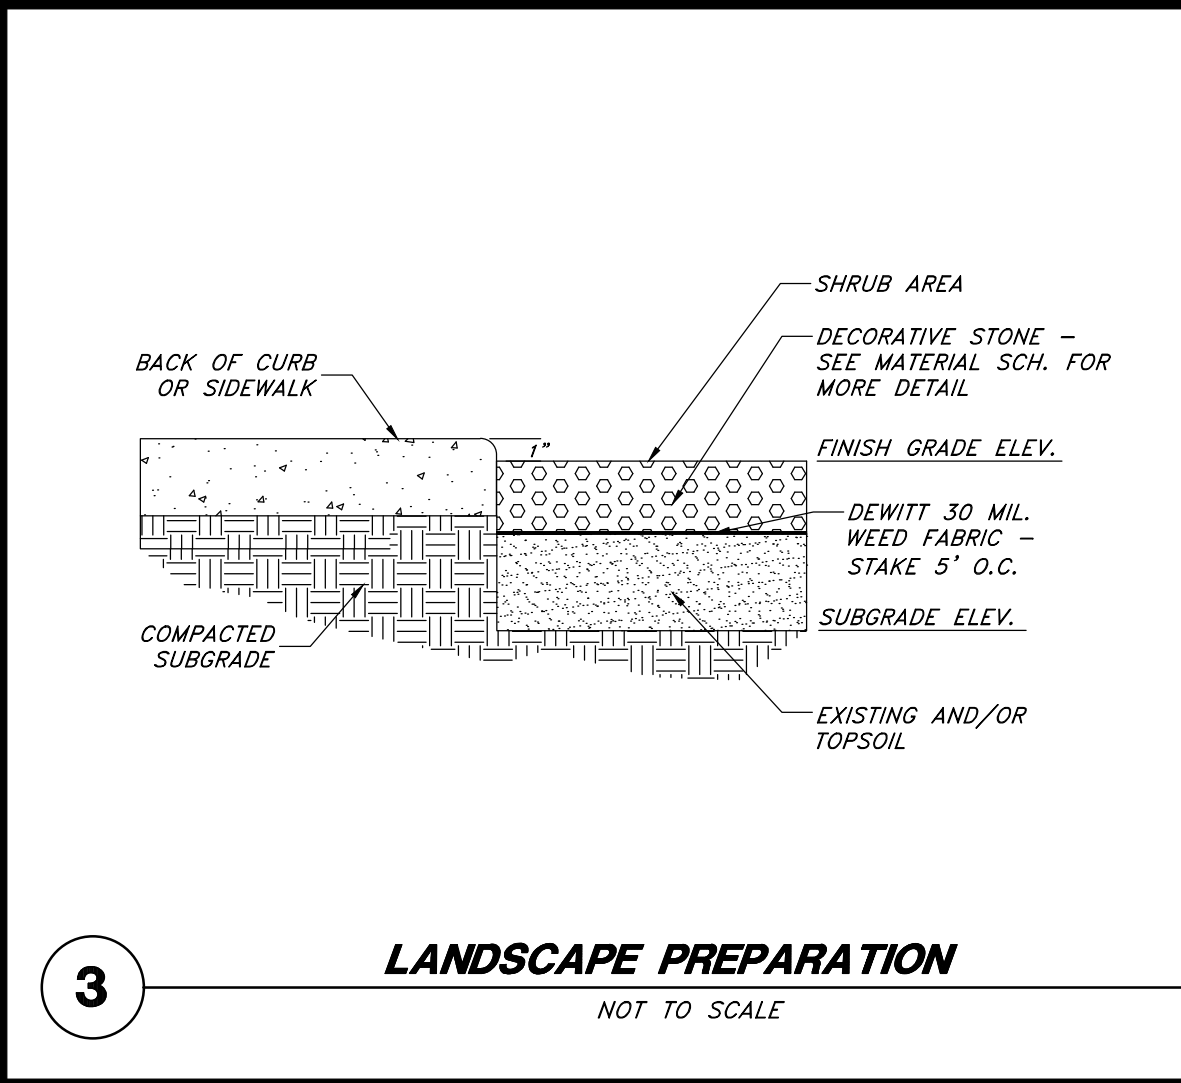 SHRUB AREA
DECORATIVE STONE –
SEE MATERIAL SCH. FOR
MORE DETAIL
BACK OF CURB
OR SIDEWALK
1"
FINISH GRADE ELEV.
DEWITT 30 MIL.
WEED FABRIC –
STAKE 5' O.C.
SUBGRADE ELEV.
COMPACTED
SUBGRADE
EXISTING AND/OR
TOPSOIL
3
LANDSCAPE PREPARATION
NOT TO SCALE